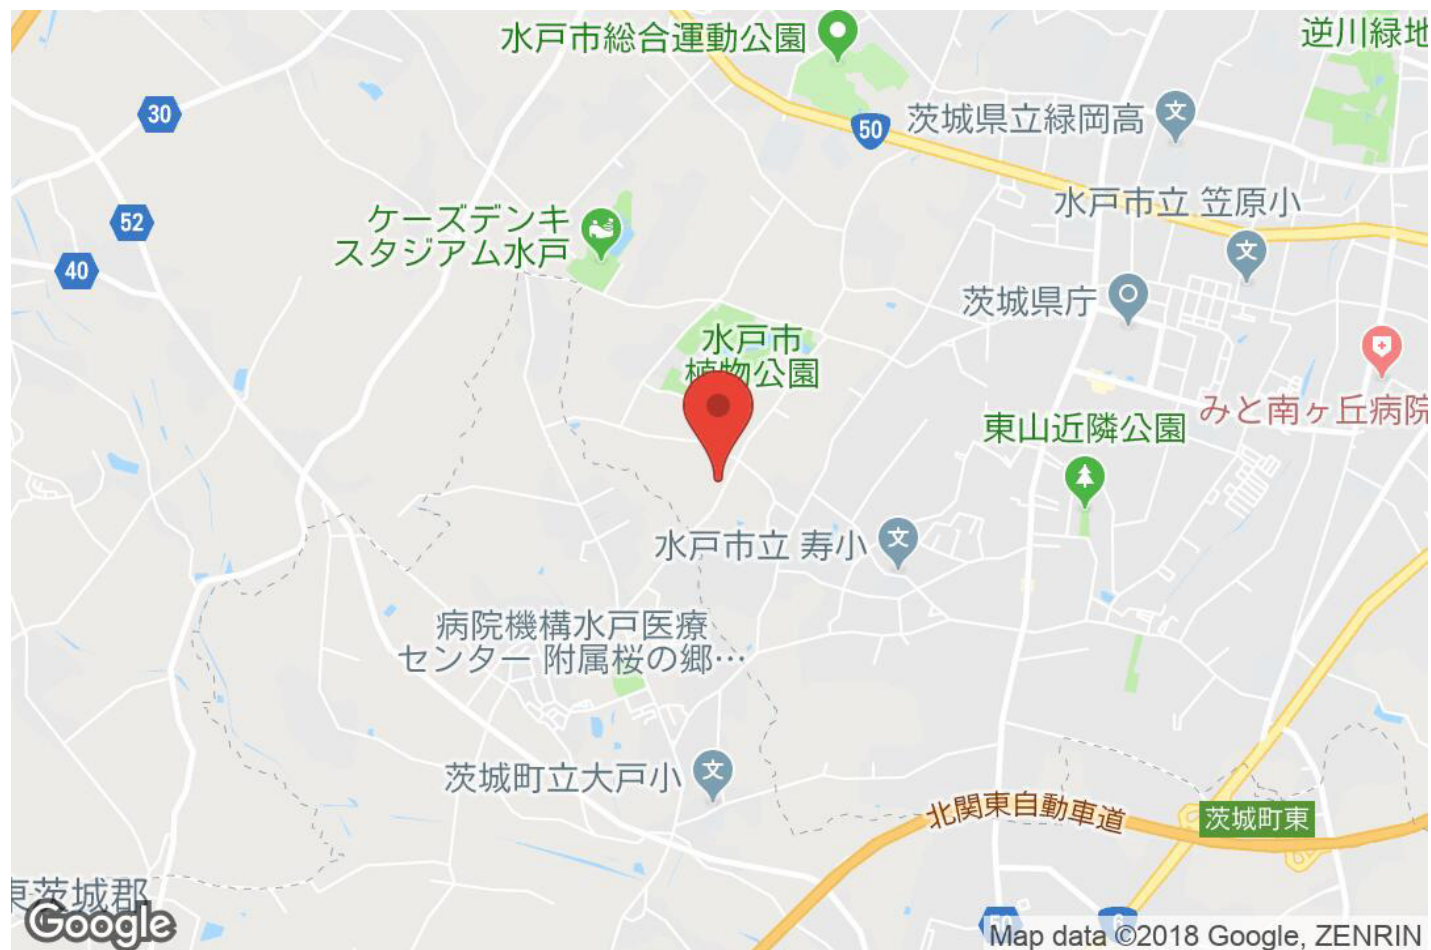 水戸市総合運動公園
逆川緑地
30
50
茨城県立緑岡高
文
52
ケーズデンキ
スタジアム水戸
水戸市立 笠原小
文
40
茨城県庁
水戸市
植物公園
みと南ヶ丘病院
東山近隣公園
水戸市立 寿小
文
病院機構水戸医療
センター 附属桜の郷…
茨城町立大戸小
文
北関東自動車道
茨城町東
東茨城郡
Google
50
6
Map data ©2018 Google, ZENRIN